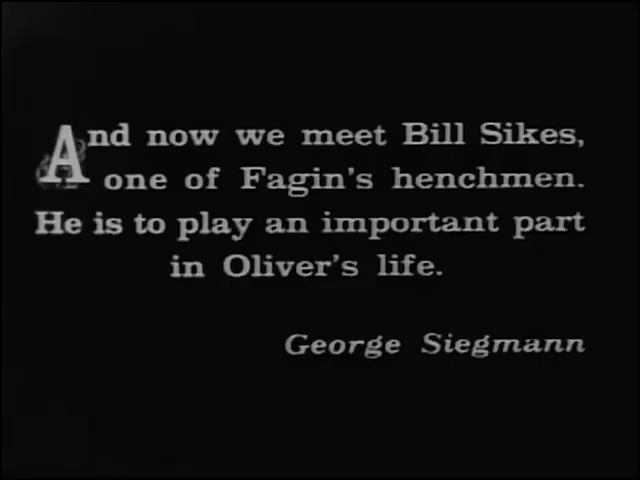 And now we meet Bill Sikes,
one of Fagin's henchmen.
He is to play an important part
in Oliver's life.
George Siegmann